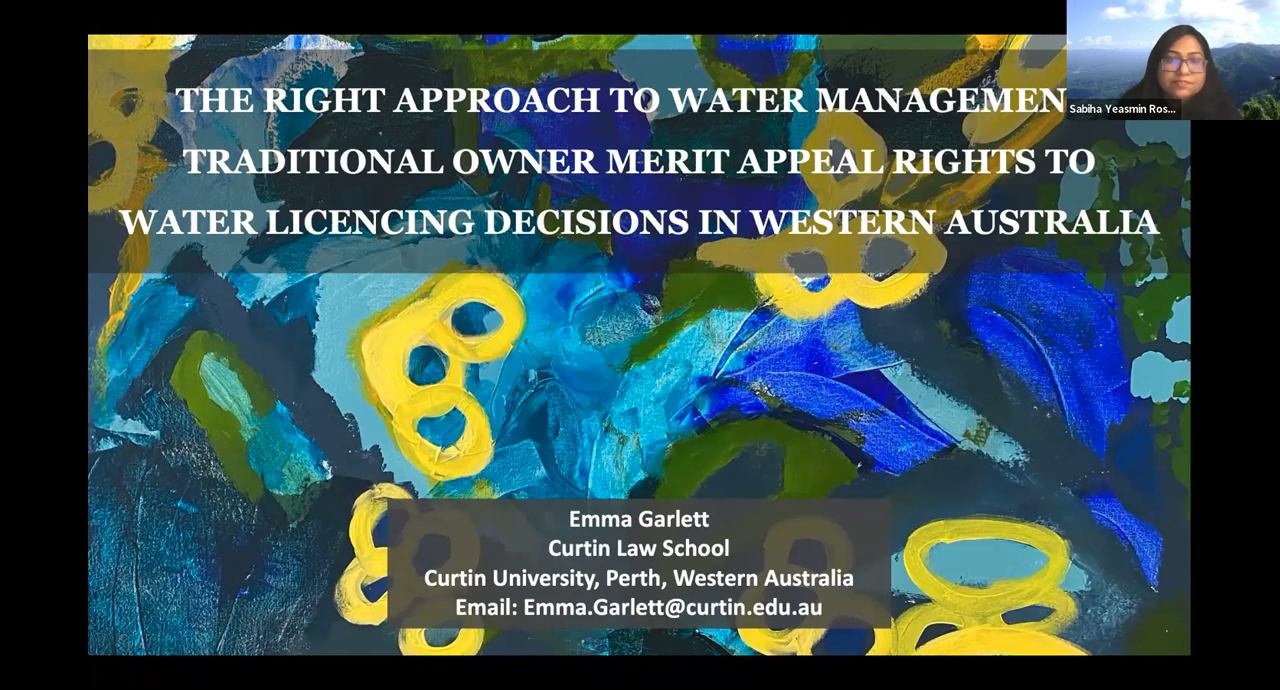 THE RIGHT APPROACH TO WATER MANAGEMEN
TRADITIONAL OWNER MERIT APPEAL RIGHTS TO
WATER LICENCING DECISIONS IN WESTERN AUSTRALIA
Sabiha Yeasmin Ros...
Emma Garlett
Curtin Law School
Curtin University, Perth, Western Australia
Email: Emma.Garlett@curtin.edu.au